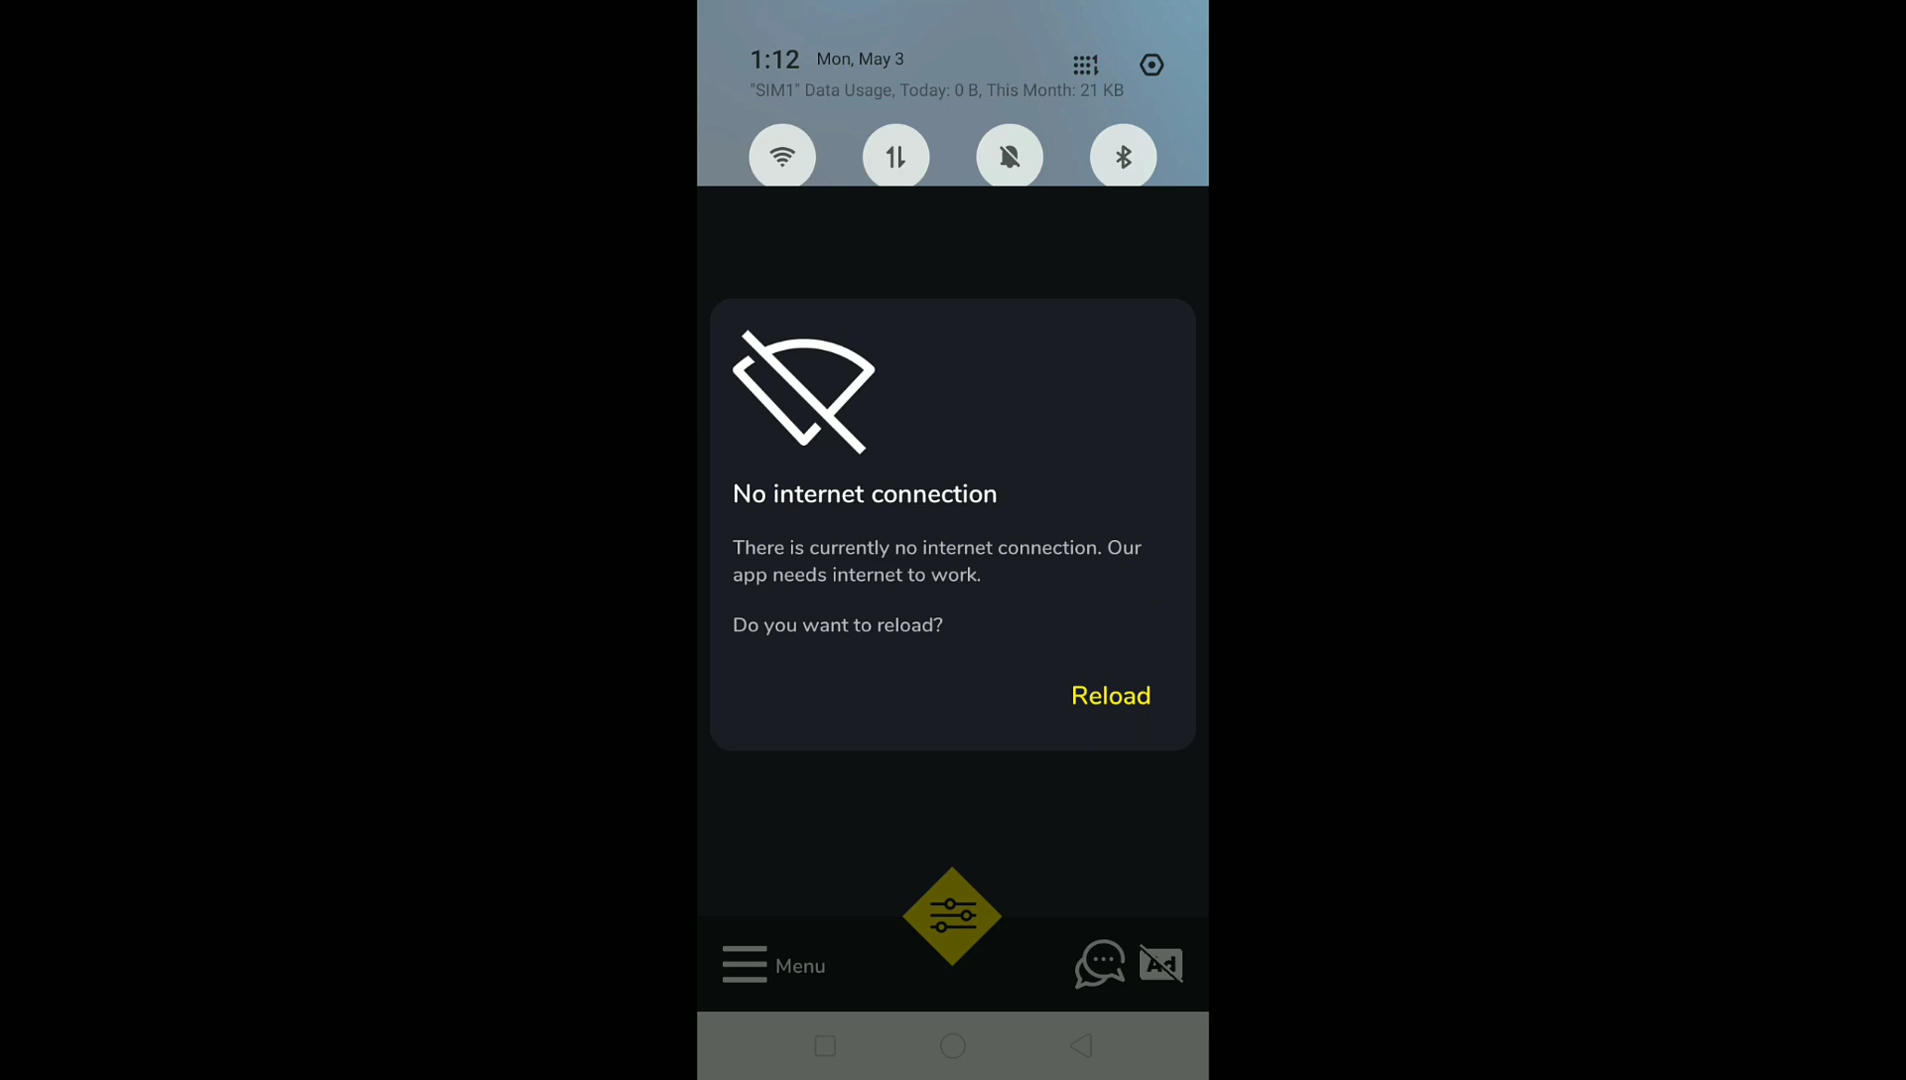 1:12 Mon, May 3
"SIM1" Data Usage, Today: 0 B, This Month: 21 KB
No internet connection
There is currently no internet connection. Our
app needs internet to work.
Do you want to reload?
Reload
Menu
Ad